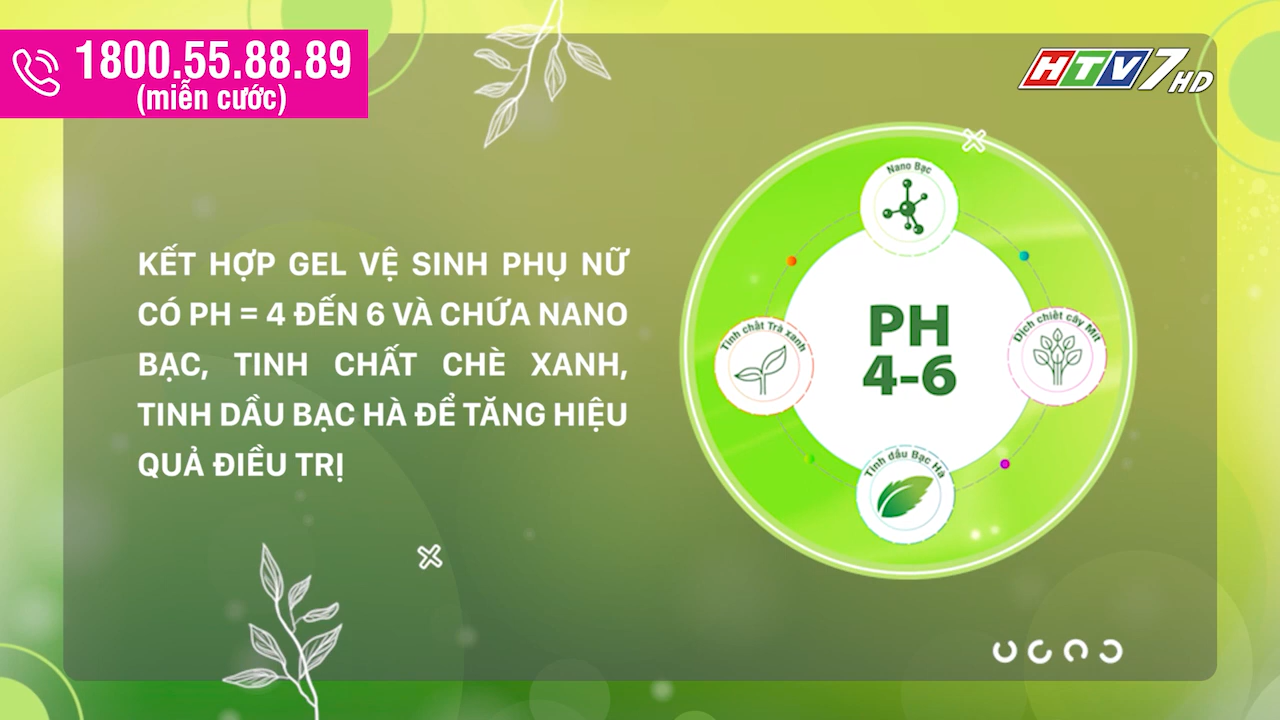 1800.55.88.89
(miễn cước)
HTV7 HD
KẾT HỢP GEL VỆ SINH PHỤ NỮ
CÓ PH = 4 ĐẾN 6 VÀ CHỨA NANO
BẠC, TINH CHẤT CHÈ XANH,
TINH DẦU BẠC HÀ ĐỂ TĂNG HIỆU
QUẢ ĐIỀU TRỊ
Nano Bạc
Tinh chất Trà xanh
PH
4-6
Dịch chiết cây Mít
Tinh dầu Bạc Hà